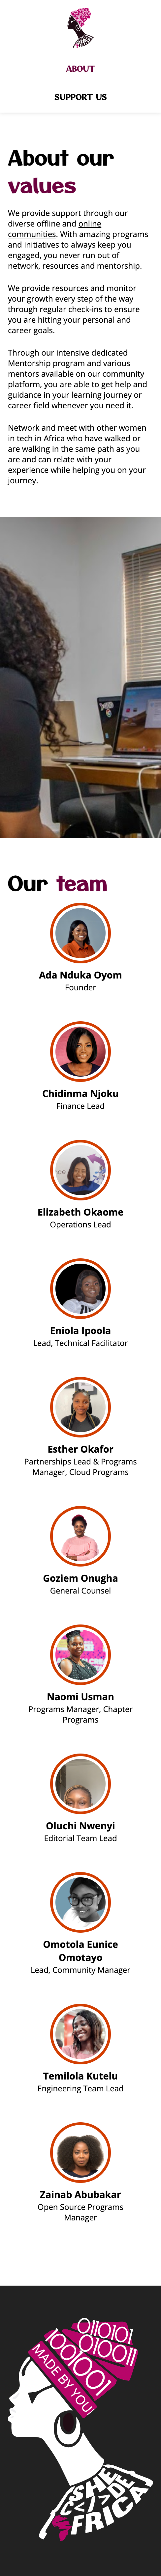 ABOUT
SUPPORT US
About our
values
We provide support through our
diverse offline and online
communities. With amazing programs
and initiatives to always keep you
engaged, you never run out of
network, resources and mentorship.
We provide resources and monitor
your growth every step of the way
through regular check-ins to ensure
you are hitting your personal and
career goals.
Through our intensive dedicated
Mentorship program and various
mentors available on our community
platform, you are able to get help and
guidance in your learning journey or
career field whenever you need it.
Network and meet with other women
in tech in Africa who have walked or
are walking in the same path as you
are and can relate with your
experience while helping you on your
journey.
Our team
Ada Nduka Oyom
Founder
Chidinma Njoku
Finance Lead
Elizabeth Okaome
Operations Lead
Eniola Ipoola
Lead, Technical Facilitator
Esther Okafor
Partnerships Lead & Programs
Manager, Cloud Programs
Goziem Onugha
General Counsel
Naomi Usman
Programs Manager, Chapter
Programs
Oluchi Nwenyi
Editorial Team Lead
Omotola Eunice
Omotayo
Lead, Community Manager
Temilola Kutelu
Engineering Team Lead
Zainab Abubakar
Open Source Programs
Manager
MADE BY YOU!
SHE
</> DE
AFRICA